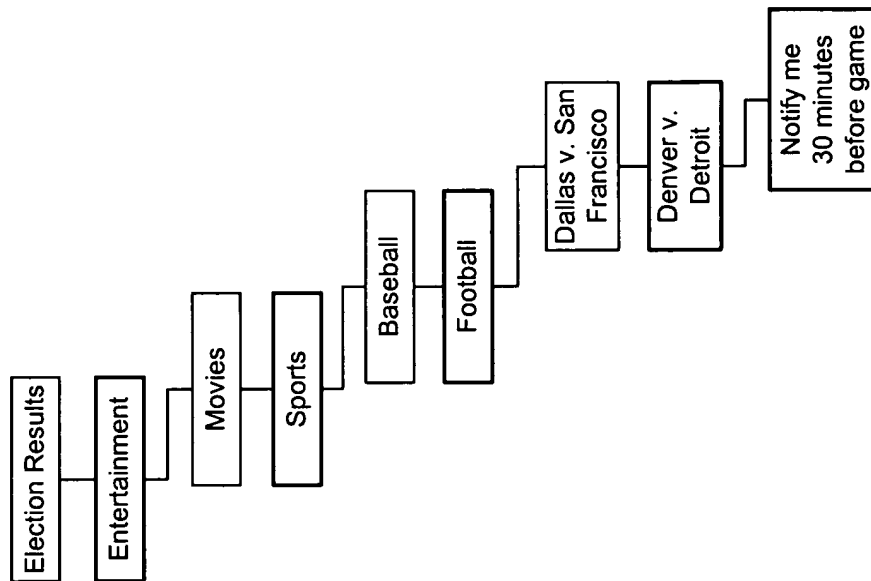 Election Results
Entertainment
Movies
Sports
Baseball
Football
Dallas v. San
Francisco
Denver v.
Detroit
Notify me
30 minutes
before game